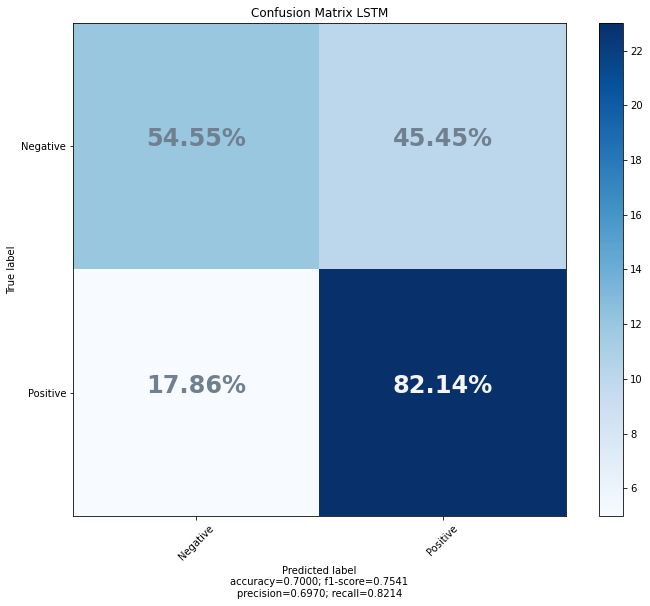 Confusion Matrix LSTM
22
Negative
54.55%
45.45%
20
18
16
True label
14
12
Positive
17.86%
82.14%
10
8
6
Negative
Positive
Predicted label
accuracy=0.7000; f1-score=0.7541
precision=0.6970; recall=0.8214